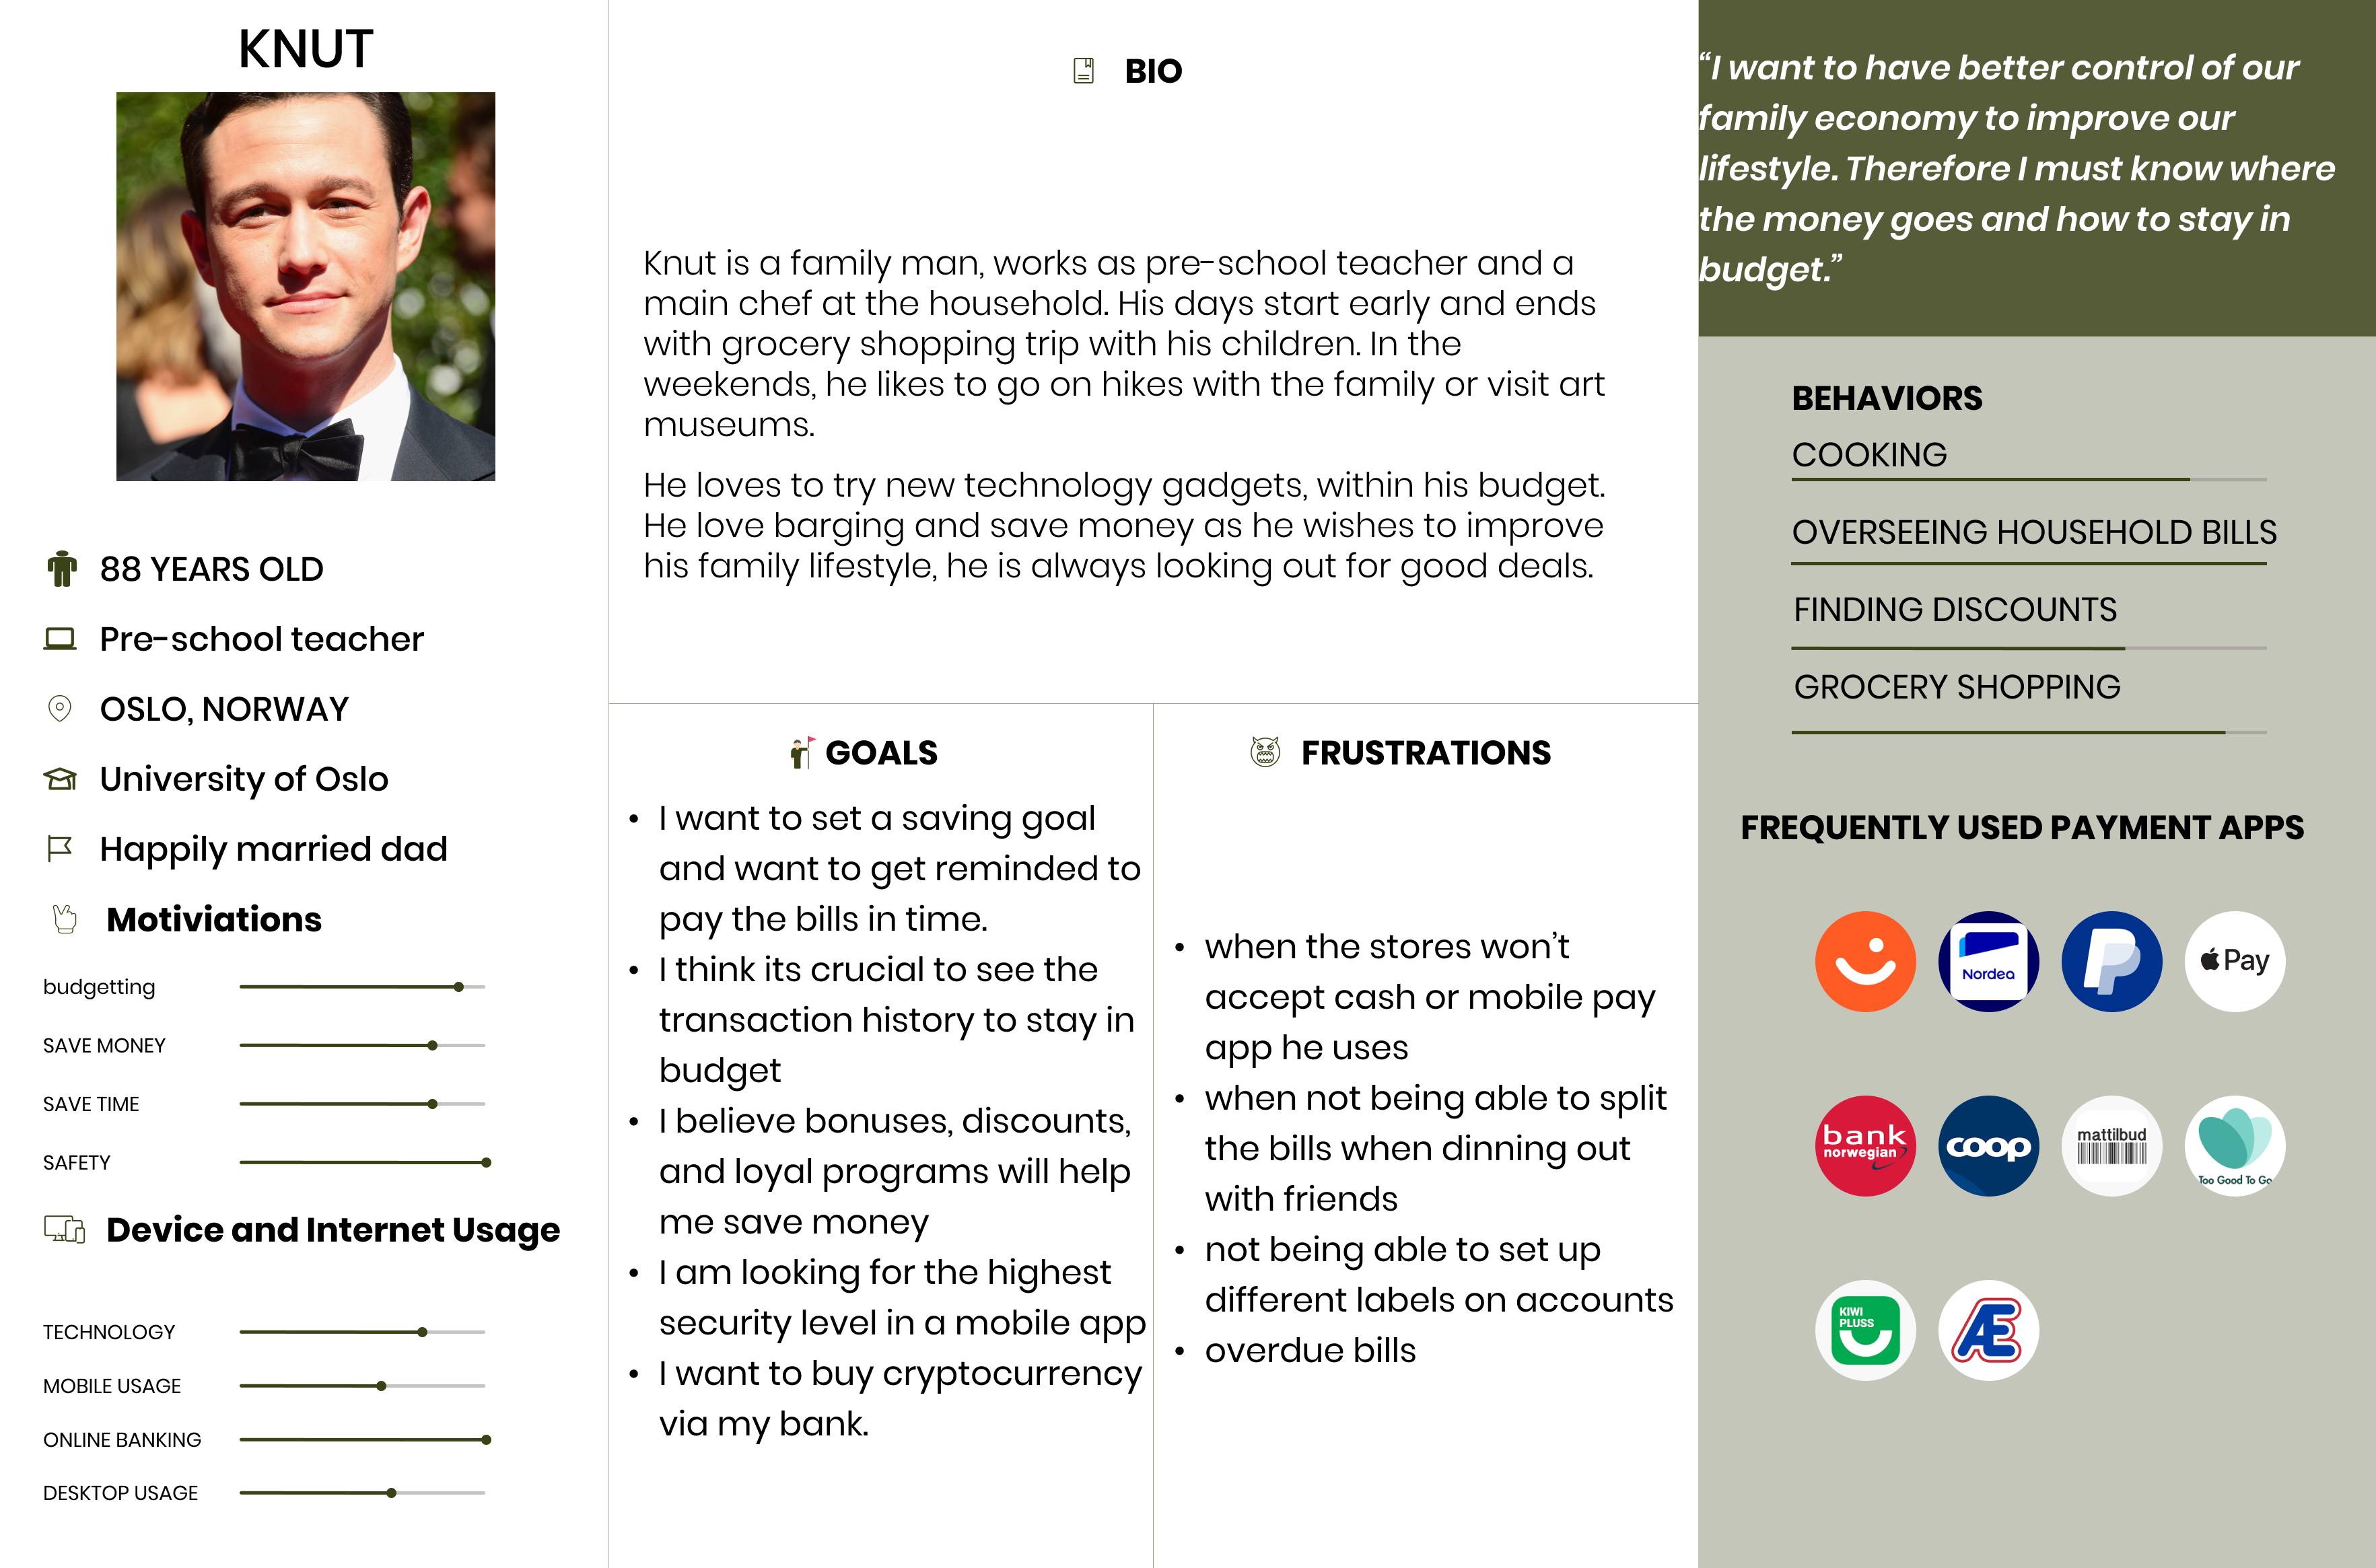 KNUT
88 YEARS OLD
Pre-school teacher
OSLO, NORWAY
University of Oslo
Happily married dad
Motiviations
budgetting
SAVE MONEY
SAVE TIME
SAFETY
Device and Internet Usage
TECHNOLOGY
MOBILE USAGE
ONLINE BANKING
DESKTOP USAGE
BIO
Knut is a family man, works as pre-school teacher and a
main chef at the household. His days start early and ends
with grocery shopping trip with his children. In the
weekends, he likes to go on hikes with the family or visit art
museums.
He loves to try new technology gadgets, within his budget.
He love barging and save money as he wishes to improve
his family lifestyle, he is always looking out for good deals.
GOALS
• I want to set a saving goal
and want to get reminded to
pay the bills in time.
• I think its crucial to see the
transaction history to stay in
budget
• I believe bonuses, discounts,
and loyal programs will help
me save money
• I am looking for the highest
security level in a mobile app
• I want to buy cryptocurrency
via my bank.
FRUSTRATIONS
• when the stores won’t
accept cash or mobile pay
app he uses
• when not being able to split
the bills when dinning out
with friends
• not being able to set up
different labels on accounts
• overdue bills
“I want to have better control of our
family economy to improve our
lifestyle. Therefore I must know where
the money goes and how to stay in
budget.”
BEHAVIORS
COOKING
OVERSEEING HOUSEHOLD BILLS
FINDING DISCOUNTS
GROCERY SHOPPING
FREQUENTLY USED PAYMENT APPS
Nordea
Pay
bank
norwegian
coop
mattilbud
Too Good To Go
KIWI
PLUSS
Æ